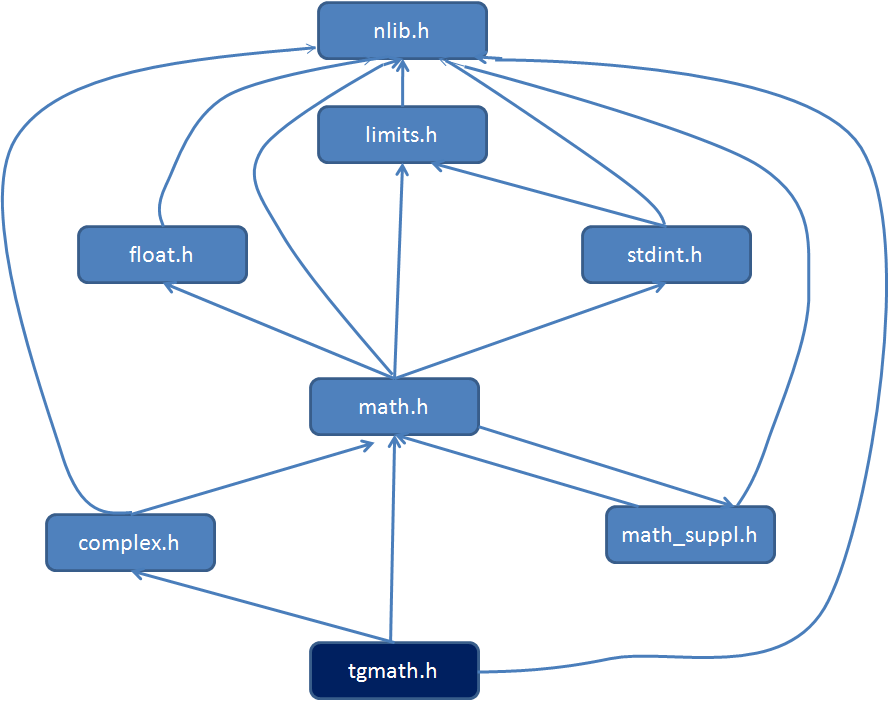 nlib.h
limits.h
float.h
stdint.h
math.h
complex.h
math_suppl.h
tgmath.h